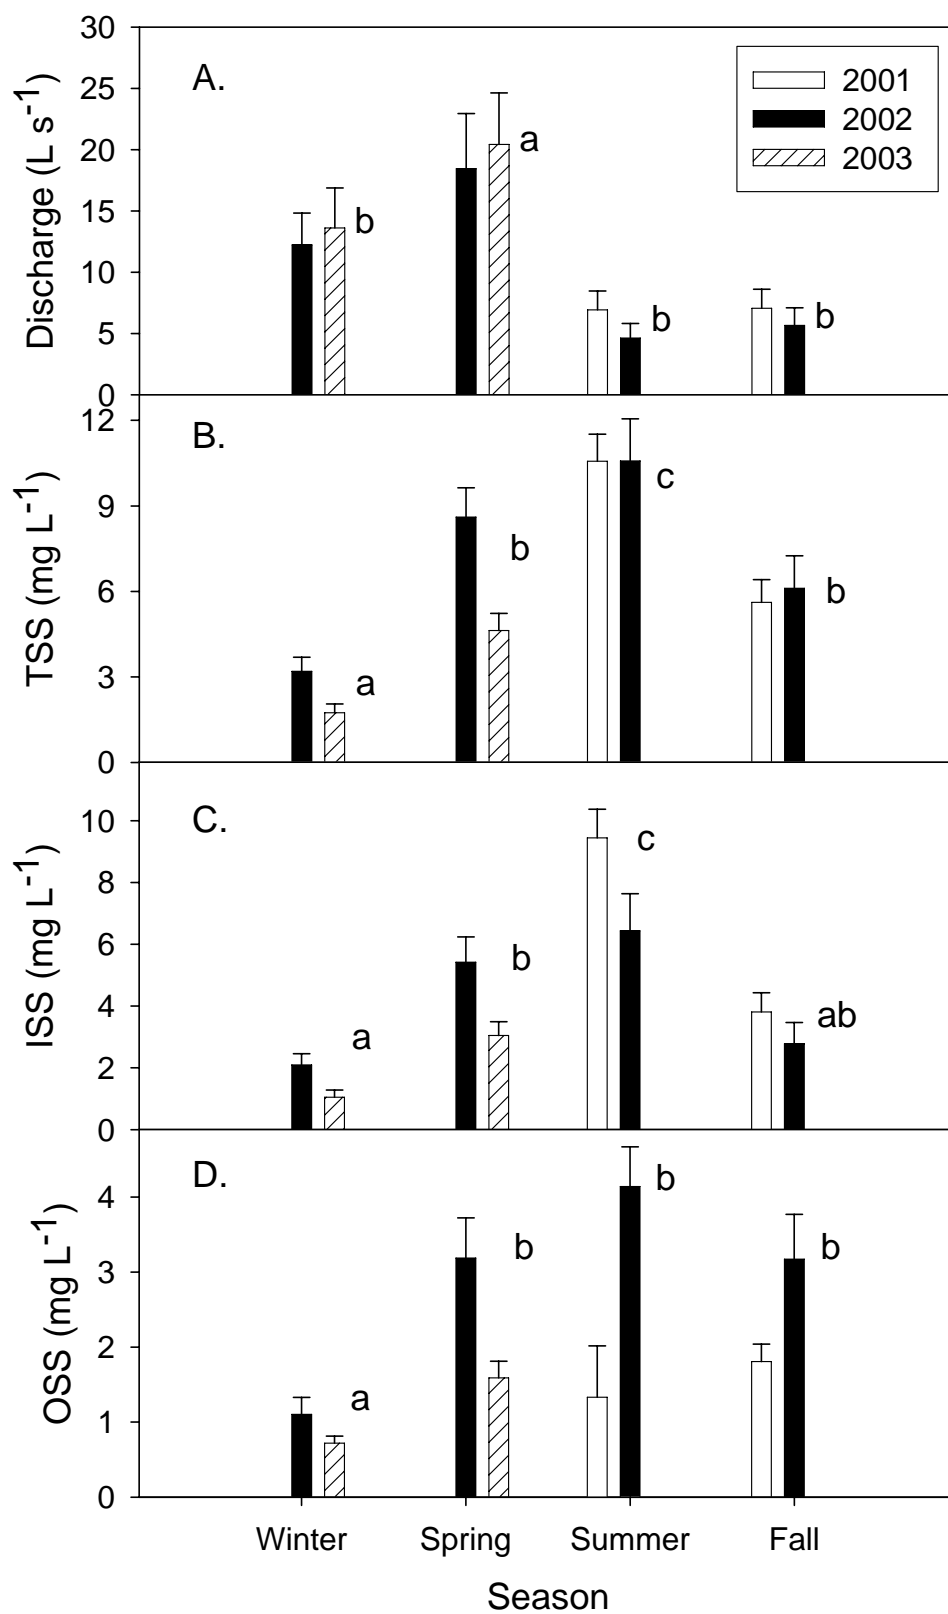 30
25
20
15
10
5
0
Discharge (L s⁻¹)
A.
b
a
b
b
2001
2002
2003
12
9
6
3
0
TSS (mg L⁻¹)
B.
a
b
c
b
10
8
6
4
2
0
ISS (mg L⁻¹)
C.
a
b
c
ab
4
3
2
1
0
OSS (mg L⁻¹)
D.
a
b
b
b
Winter Spring Summer Fall
Season